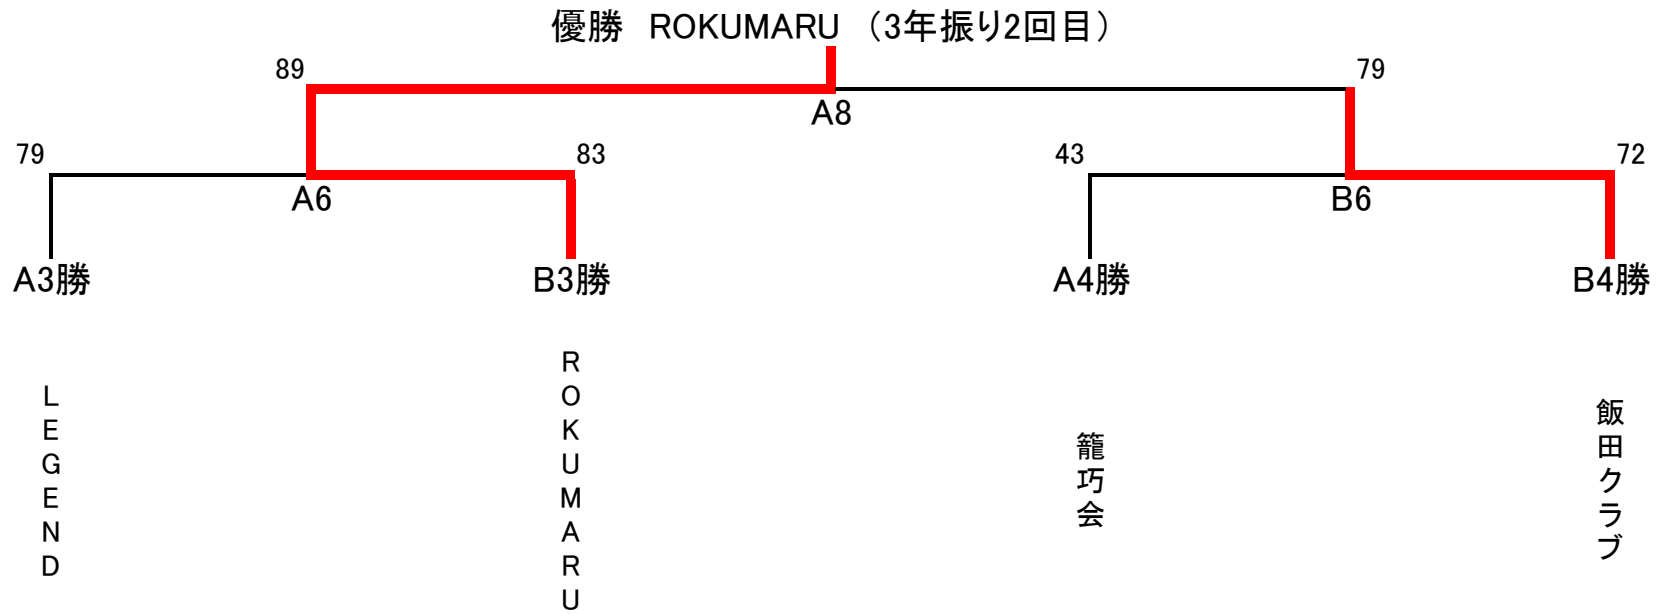 優勝　ROKUMARU　（3年振り2回目）
89
79
A8
79
83
43
72
A6
B6
A3勝
B3勝
A4勝
B4勝
LEGEND
ROKUMARU
籠巧会
飯田クラブ